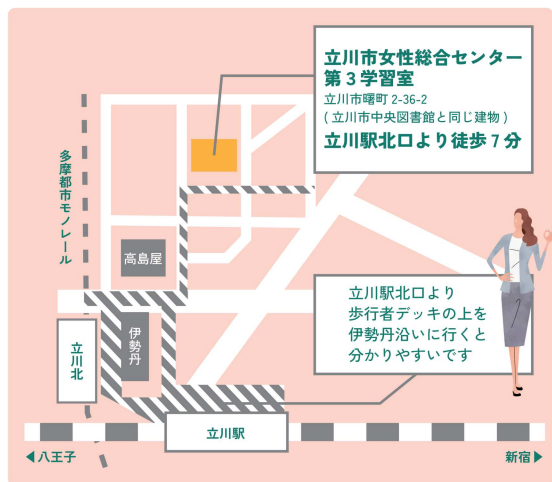 立川市女性総合センター
第3学習室
立川市曙町 2-36-2
( 立川市中央図書館と同じ建物 )
立川駅北口より徒歩7分
多摩都市モノレール
高島屋
伊勢丹
立川北
立川駅北口より
歩行者デッキの上を
伊勢丹沿いに行くと
分かりやすいです
立川駅
◀八王子
新宿▶